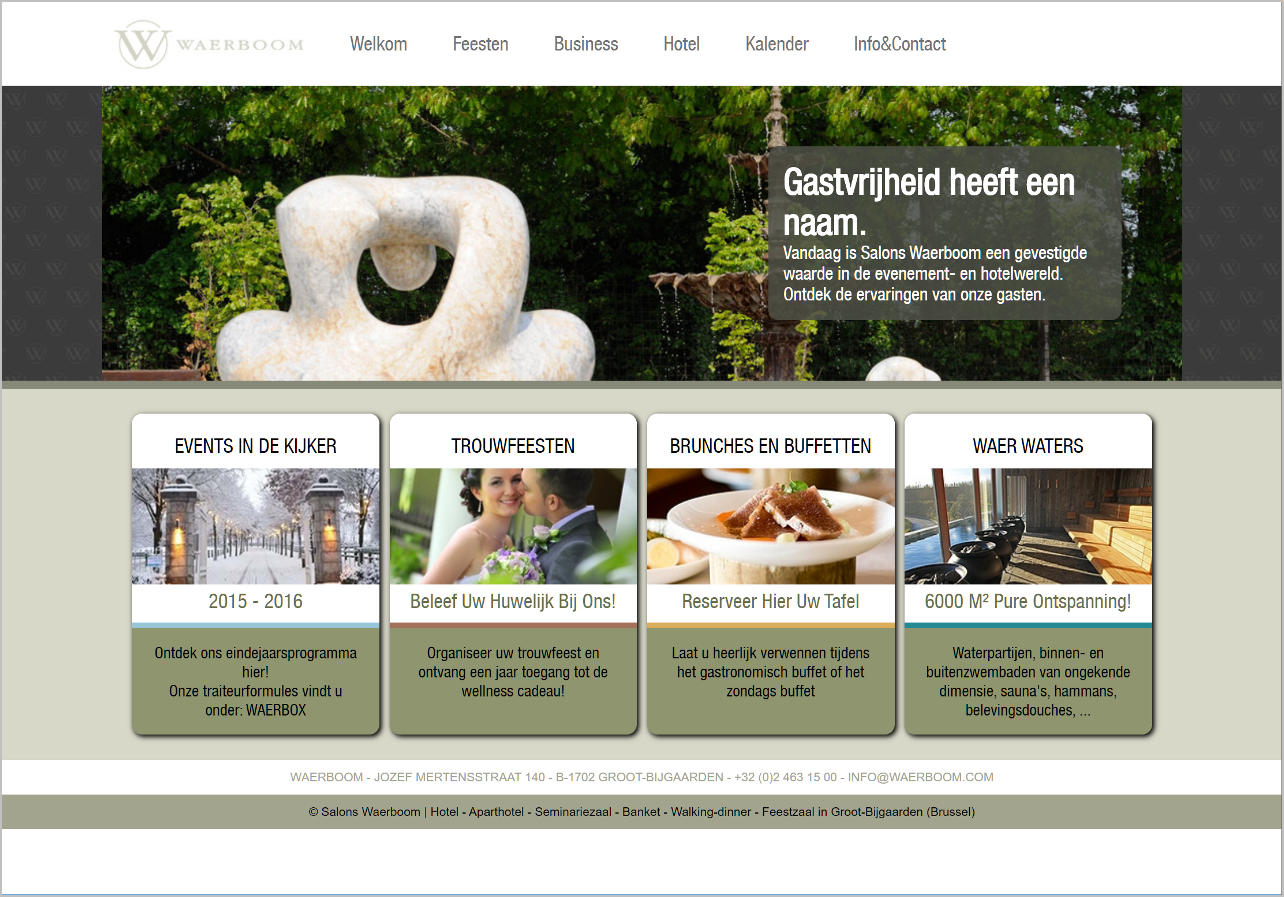 WAERBOOM
Welkom
Feesten
Business
Hotel
Kalender
Info&Contact
Gastvrijheid heeft een
naam.
Vandaag is Salons Waerboom een gevestigde
waarde in de evenement- en hotelwereld.
Ontdek de ervaringen van onze gasten.
EVENTS IN DE KIJKER
2015 - 2016
Ontdek ons eindejaarsprogramma
hier!
Onze traiteurformules vindt u
onder: WAERBOX
TROUWFEESTEN
Beleef Uw Huwelijk Bij Ons!
Organiseer uw trouwfeest en
ontvang een jaar toegang tot de
wellness cadeau!
BRUNCHES EN BUFFETTEN
Reserveer Hier Uw Tafel
Laat u heerlijk verwennen tijdens
het gastronomisch buffet of het
zondags buffet
WAER WATERS
6000 M² Pure Ontspanning!
Waterpartijen, binnen- en
buitenzwembaden van ongekende
dimensie, sauna's, hammans,
belevingsdouches, ...
WAERBOOM - JOZEF MERTENSSTRAAT 140 - B-1702 GROOT-BIJGAARDEN - +32 (0)2 463 15 00 - INFO@WAERBOOM.COM
© Salons Waerboom | Hotel - Aparthotel - Seminariezaal - Banket - Walking-dinner - Feestzaal in Groot-Bijgaarden (Brussel)